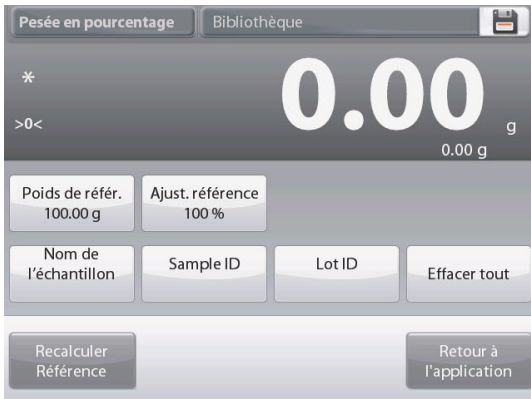 Pesée en pourcentage
Bibliothèque
*
0.00
>0<
g
0.00 g
Poids de référ.
100.00 g
Ajust. référence
100 %
Nom de
l'échantillon
Sample ID
Lot ID
Effacer tout
Recalculer
Référence
Retour à
l'application